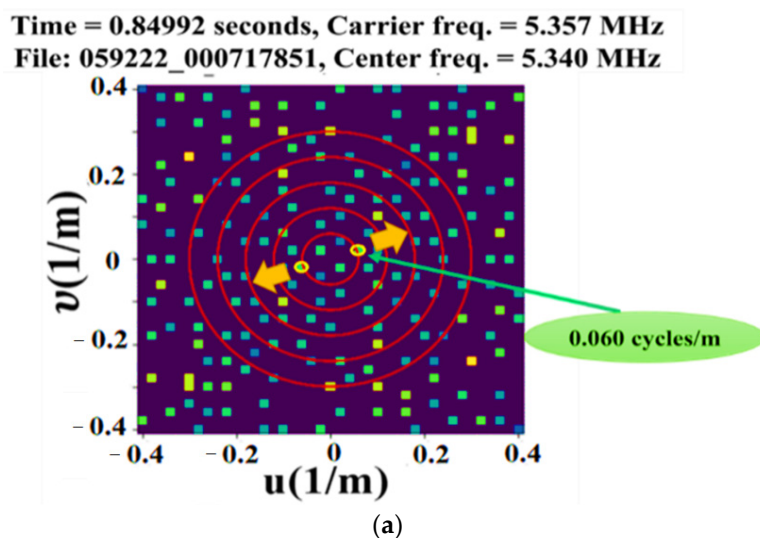 Time = 0.84992 seconds, Carrier freq. = 5.357 MHz
File: 059222_000717851, Center freq. = 5.340 MHz
0.4
0.2
0
−0.2
−0.4
v(1/m)
0.060 cycles/m
−0.4 −0.2 0 0.2 0.4
u(1/m)
(a)